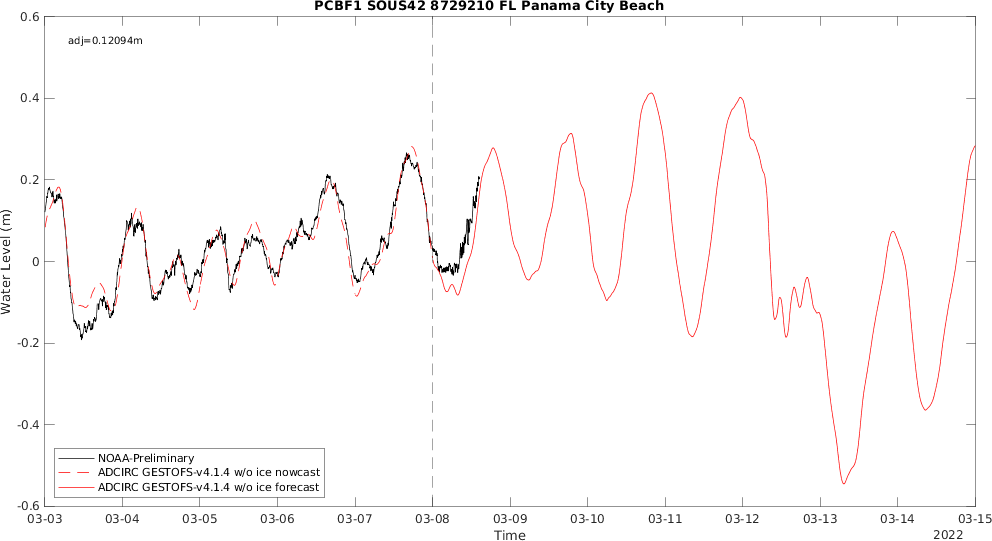 PCBF1 SOUS42 8729210 FL Panama City Beach
adj=0.12094m
Water Level (m)
0.6
0.4
0.2
0
-0.2
-0.4
-0.6
NOAA-Preliminary
ADCIRC GESTOFS-v4.1.4 w/o ice nowcast
ADCIRC GESTOFS-v4.1.4 w/o ice forecast
03-03 03-04 03-05 03-06 03-07 03-08 03-09 03-10 03-11 03-12 03-13 03-14 03-15
Time
2022